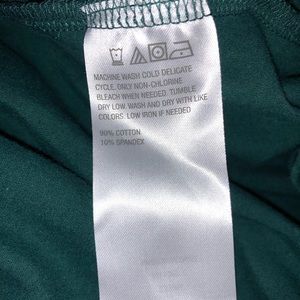 MACHINE WASH COLD DELICATE
CYCLE, ONLY NON-CHLORINE
BLEACH WHEN NEEDED. TUMBLE
DRY LOW. WASH AND DRY WITH LIKE
COLORS. LOW IRON IF NEEDED
90% COTTON
10% SPANDEX